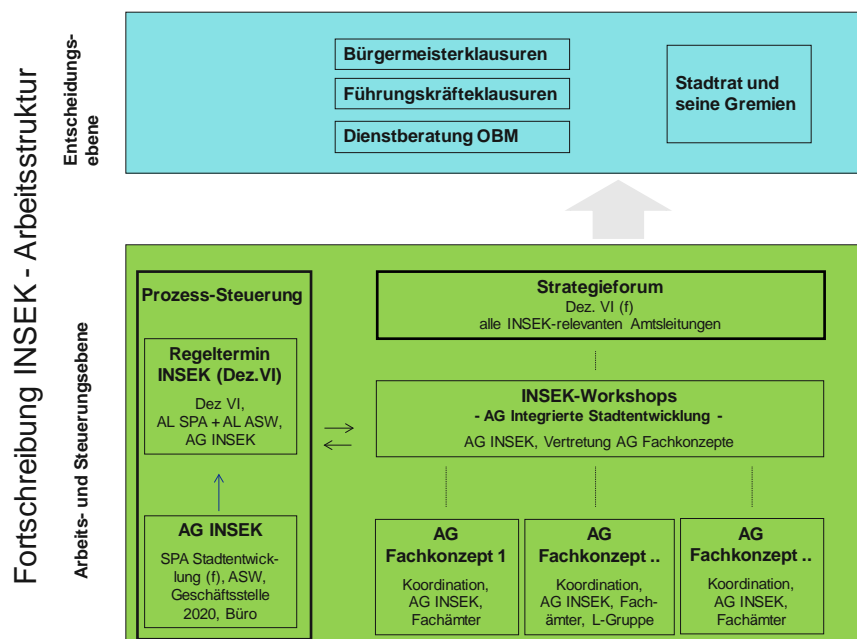 Fortschreibung INSEK - Arbeitsstruktur
Entscheidungs-
ebene
Bürgermeisterklausuren
Führungskräfteklausuren
Dienstberatung OBM
Stadtrat und
seine Gremien
Arbeits- und Steuerungsebene
Prozess-Steuerung
Regeltermin
INSEK (Dez.VI)
Dez VI,
AL SPA + AL ASW,
AG INSEK
AG INSEK
SPA Stadtentwick-
lung (f), ASW,
Geschäftsstelle
2020, Büro
Strategieforum
Dez. VI (f)
alle INSEK-relevanten Amtsleitungen
INSEK-Workshops
- AG Integrierte Stadtentwicklung -
AG INSEK, Vertretung AG Fachkonzepte
AG
Fachkonzept 1
Koordination,
AG INSEK,
Fachämter
AG
Fachkonzept ..
Koordination,
AG INSEK, Fach-
ämter, L-Gruppe
AG
Fachkonzept ..
Koordination,
AG INSEK,
Fachämter